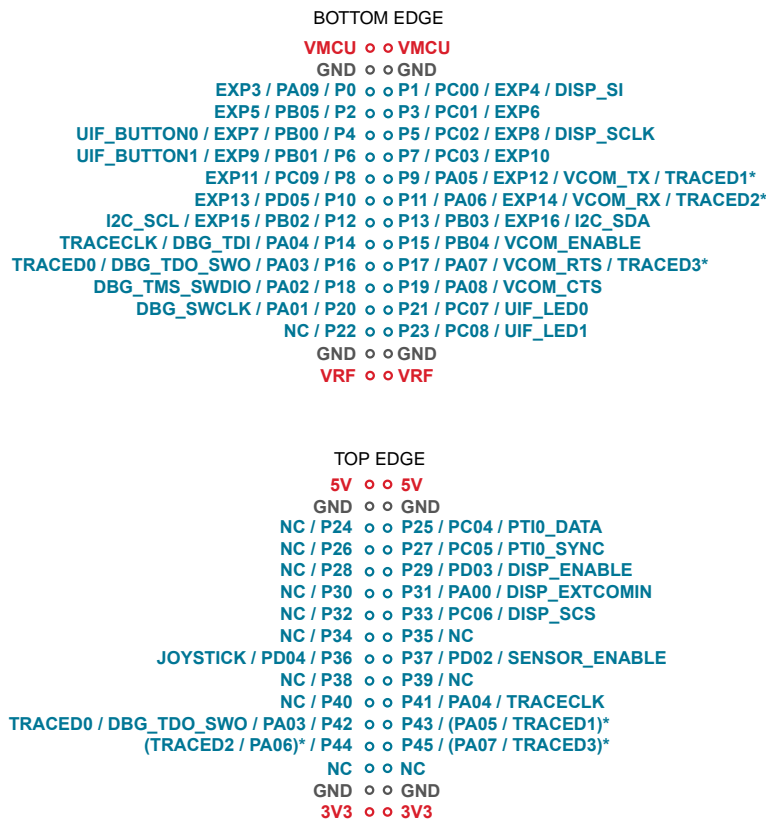 BOTTOM EDGE
VMCU VMCU
GND GND
EXP3 / PA09 / P0 P1 / PC00 / EXP4 / DISP_SI
EXP5 / PB05 / P2 P3 / PC01 / EXP6
UIF_BUTTON0 / EXP7 / PB00 / P4 P5 / PC02 / EXP8 / DISP_SCLK
UIF_BUTTON1 / EXP9 / PB01 / P6 P7 / PC03 / EXP10
EXP11 / PC09 / P8 P9 / PA05 / EXP12 / VCOM_TX / TRACED1*
EXP13 / PD05 / P10 P11 / PA06 / EXP14 / VCOM_RX / TRACED2*
I2C_SCL / EXP15 / PB02 / P12 P13 / PB03 / EXP16 / I2C_SDA
TRACECLK / DBG_TDI / PA04 / P14 P15 / PB04 / VCOM_ENABLE
TRACED0 / DBG_TDO_SWO / PA03 / P16 P17 / PA07 / VCOM_RTS / TRACED3*
DBG_TMS_SWDIO / PA02 / P18 P19 / PA08 / VCOM_CTS
DBG_SWCLK / PA01 / P20 P21 / PC07 / UIF_LED0
NC / P22 P23 / PC08 / UIF_LED1
GND GND
VRF VRF
TOP EDGE
5V 5V
GND GND
NC / P24 P25 / PC04 / PTI0_DATA
NC / P26 P27 / PC05 / PTI0_SYNC
NC / P28 P29 / PD03 / DISP_ENABLE
NC / P30 P31 / PA00 / DISP_EXTCOMIN
NC / P32 P33 / PC06 / DISP_SCS
NC / P34 P35 / NC
JOYSTICK / PD04 / P36 P37 / PD02 / SENSOR_ENABLE
NC / P38 P39 / NC
NC / P40 P41 / PA04 / TRACECLK
TRACED0 / DBG_TDO_SWO / PA03 / P42 P43 / (PA05 / TRACED1)*
(TRACED2 / PA06)* / P44 P45 / (PA07 / TRACED3)*
NC NC
GND GND
3V3 3V3